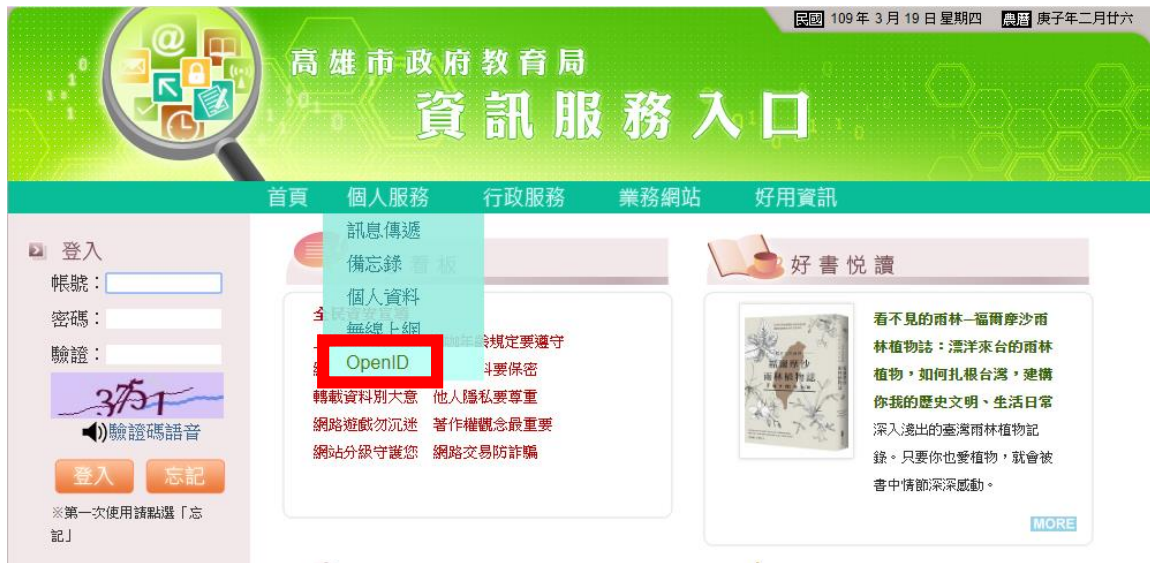 民國 109 年 3 月 19 日 星期四 農曆 庚子年二月廿六
高雄市政府教育局
資訊服務入口
首頁 個人服務 行政服務 業務網站 好用資訊
訊息傳遞
備忘錄
個人資料
無線上網
OpenID
登入
帳號：
密碼：
驗證：
3751
驗證碼語音
登入 忘記
※第一次使用請點選「忘
記」
看板
規定要遵守
料要保密
轉載資料別大意 他人隱私要尊重
網路遊戲勿沉迷 著作權觀念最重要
網站分級守護您 網路交易防詐騙
好書悅讀
看不見的雨林─福爾摩沙雨
林植物誌：漂洋來台的雨林
植物，如何扎根台灣，建構
你我的歷史文明、生活日常
深入淺出的臺灣雨林植物記
錄。只要你也愛植物，就會被
書中情節深深感動。
MORE
福爾摩沙
雨林植物誌